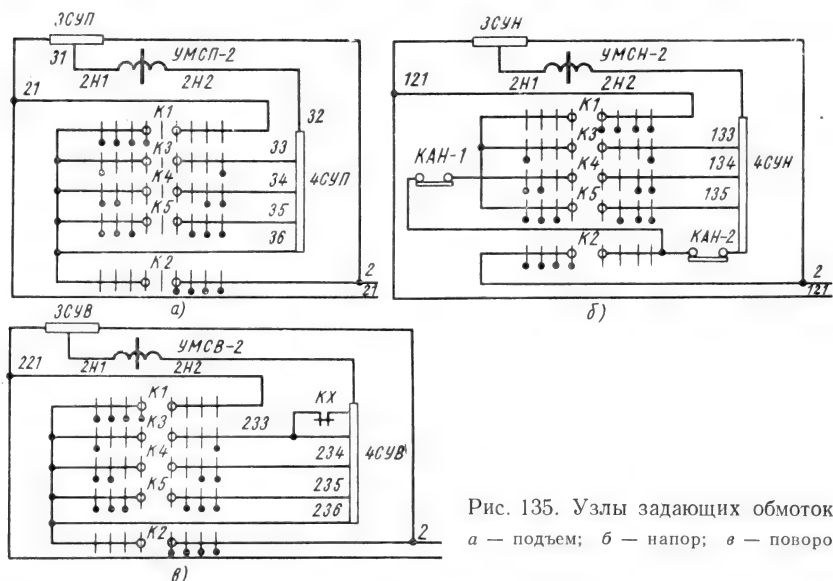 3СУП
31
УМСП-2
2Н1
2Н2
21
32
К1
К3
33
К4
34
4СУП
К5
35
36
К2
2
21
а)
3СУН
УМСН-2
121
2Н1
2Н2
К1
К3
133
КАН-1
К4
134
4СУН
К5
135
К2
КАН-2
2
121
б)
3СУВ
УМСВ-2
221
2Н1
2Н2
К1
КХ
К3
233
К4
234
4СУВ
К5
235
236
К2
2
в)
Рис. 135. Узлы задающих обмоток
а — подъем; б — напор; в — поворо